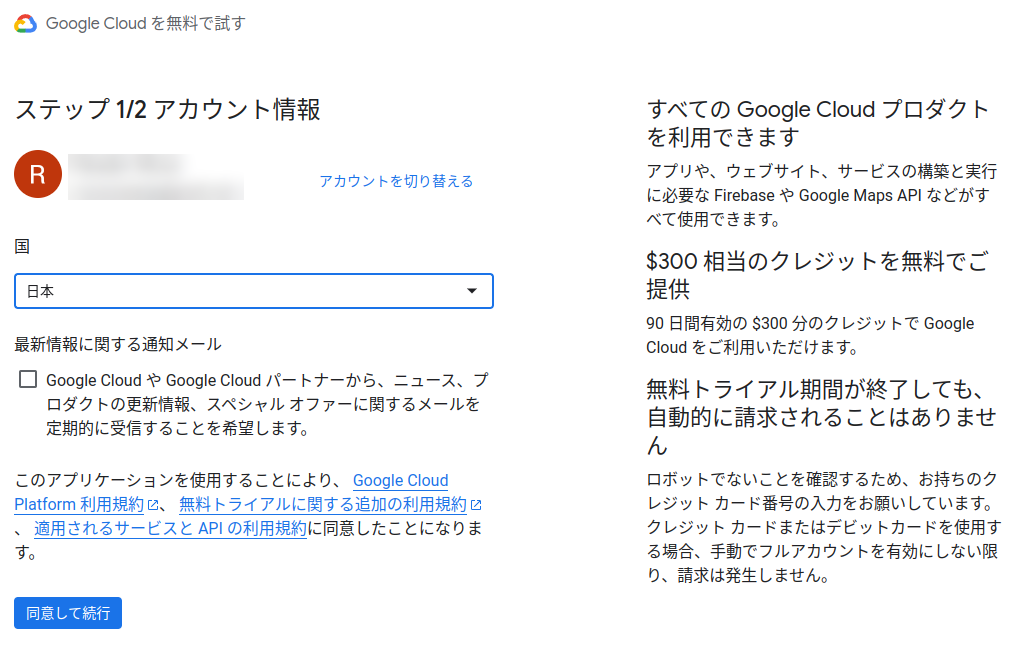 Google Cloud を無料で試す
ステップ 1/2 アカウント情報
R
アカウントを切り替える
国
日本
最新情報に関する通知メール
Google Cloud や Google Cloud パートナーから、ニュース、プ
ロダクトの更新情報、スペシャル オファーに関するメールを
定期的に受信することを希望します。
このアプリケーションを使用することにより、 Google Cloud
Platform 利用規約、 無料トライアルに関する追加の利用規約
、 適用されるサービスと API の利用規約に同意したことになりま
す。
同意して続行
すべての Google Cloud プロダクト
を利用できます
アプリや、ウェブサイト、サービスの構築と実行
に必要な Firebase や Google Maps API などがす
べて使用できます。
$300 相当のクレジットを無料でご
提供
90 日間有効の $300 分のクレジットで Google
Cloud をご利用いただけます。
無料トライアル期間が終了しても、
自動的に請求されることはありませ
ん
ロボットでないことを確認するため、お持ちのク
レジット カード番号の入力をお願いしています。
クレジット カードまたはデビットカードを使用す
る場合、手動でフルアカウントを有効にしない限
り、請求は発生しません。